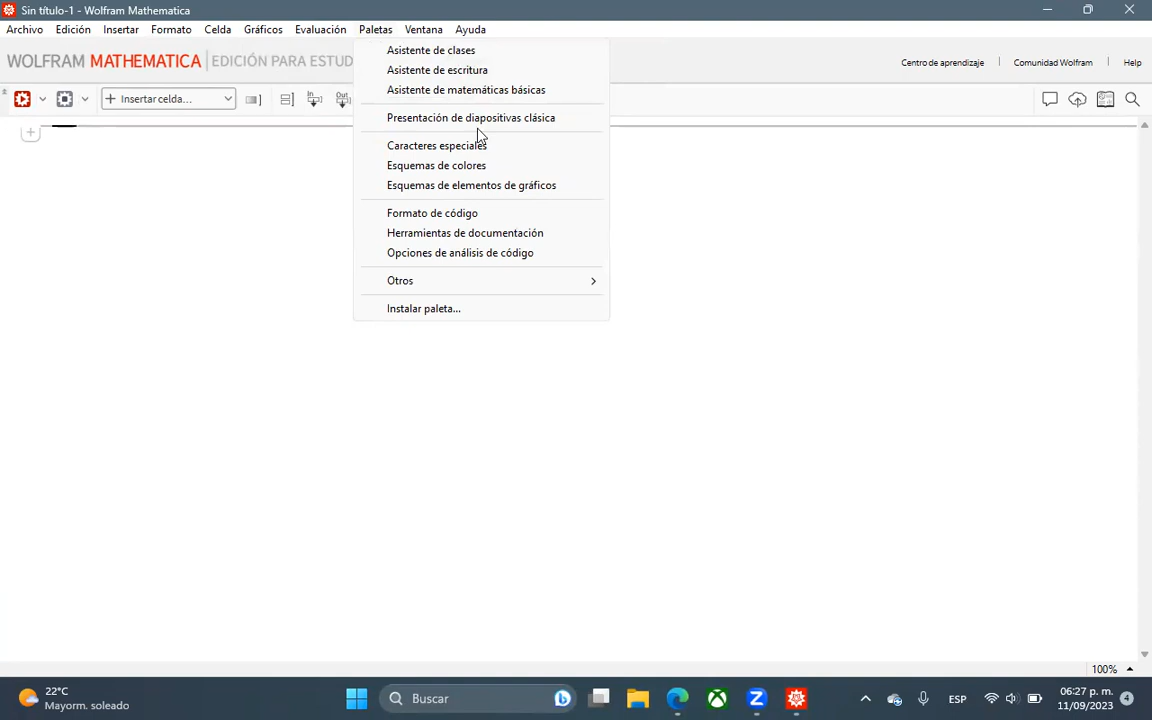 Sin título-1 - Wolfram Mathematica
Archivo Edición Insertar Formato Celda Gráficos Evaluación Paletas Ventana Ayuda
WOLFRAM MATHEMATICA EDICIÓN PARA ESTUD
Centro de aprendizaje Comunidad Wolfram Help
Insertar celda...
In
Out
Asistente de clases
Asistente de escritura
Asistente de matemáticas básicas
Presentación de diapositivas clásica
Caracteres especiales
Esquemas de colores
Esquemas de elementos de gráficos
Formato de código
Herramientas de documentación
Opciones de análisis de código
Otros
Instalar paleta...
100%
22°C
Mayorm. soleado
Buscar
ESP
06:27 p. m.
11/09/2023
4